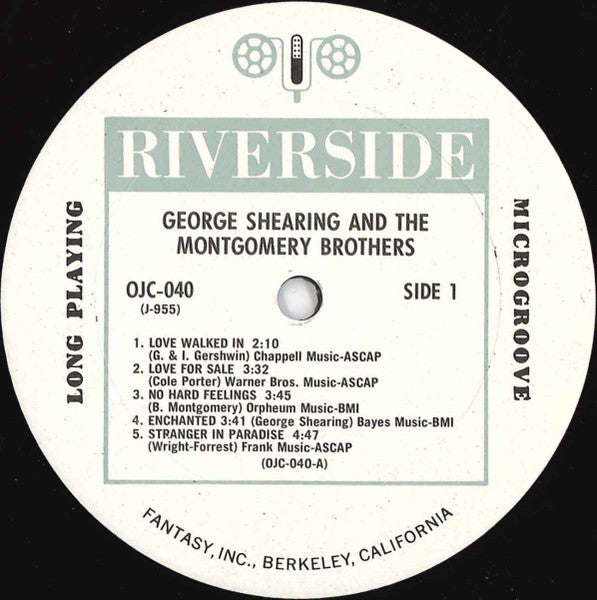 RIVERSIDE
LONG PLAYING
MICROGROOVE
GEORGE SHEARING AND THE
MONTGOMERY BROTHERS
OJC-040
(J-955)
SIDE 1
1. LOVE WALKED IN 2:10
(G. & I. Gershwin) Chappell Music-ASCAP
2. LOVE FOR SALE 3:32
(Cole Porter) Warner Bros. Music-ASCAP
3. NO HARD FEELINGS 3:45
(B. Montgomery) Orpheum Music-BMI
4. ENCHANTED 3:41 (George Shearing) Bayes Music-BMI
5. STRANGER IN PARADISE 4:47
(Wright-Forrest) Frank Music-ASCAP
(OJC-040-A)
FANTASY, INC., BERKELEY, CALIFORNIA